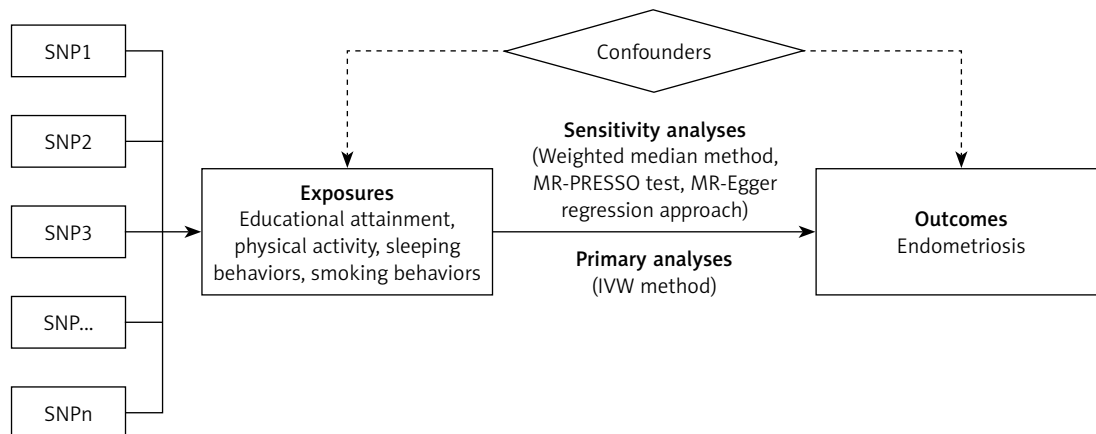 SNP1
SNP2
SNP3
SNP...
SNPn
Confounders
Exposures
Educational attainment,
physical activity, sleeping
behaviors, smoking behaviors
Sensitivity analyses
(Weighted median method,
MR-PRESSO test, MR-Egger
regression approach)
Primary analyses
(IVW method)
Outcomes
Endometriosis